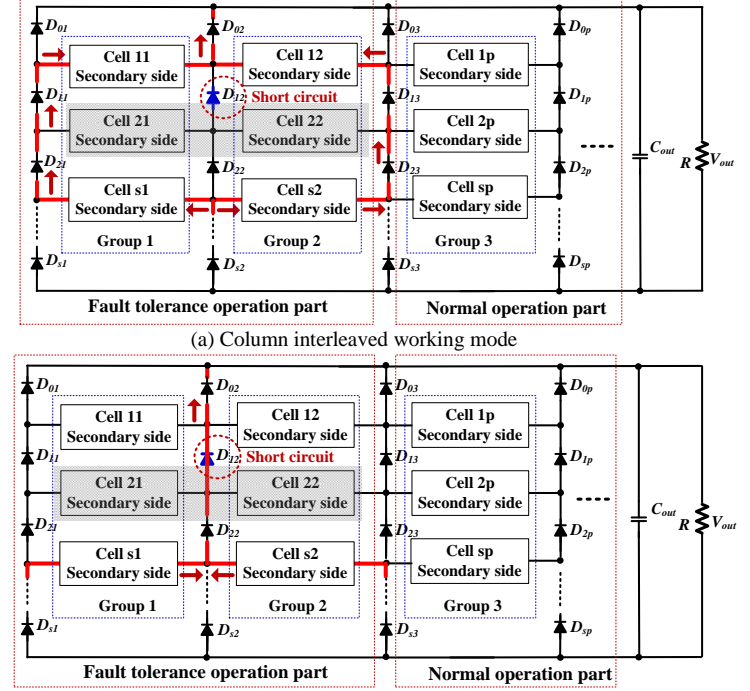 D01 D02 D03 D0p
Cell 11 Secondary side Cell 12 Secondary side Cell 1p Secondary side
D11 D12 Short circuit D13 D1p
Cell 21 Secondary side Cell 22 Secondary side Cell 2p Secondary side
Cout R Vout
D21 D22 D23 D2p
Cell s1 Secondary side Cell s2 Secondary side Cell sp Secondary side
Group 1 Group 2 Group 3
Ds1 Ds2 Ds3 Dsp
Fault tolerance operation part Normal operation part
(a) Column interleaved working mode
D01 D02 D03 D0p
Cell 11 Secondary side Cell 12 Secondary side Cell 1p Secondary side
D11 D12 Short circuit D13 D1p
Cell 21 Secondary side Cell 22 Secondary side Cell 2p Secondary side
Cout R Vout
D21 D22 D23 D2p
Cell s1 Secondary side Cell s2 Secondary side Cell sp Secondary side
Group 1 Group 2 Group 3
Ds1 Ds2 Ds3 Dsp
Fault tolerance operation part Normal operation part